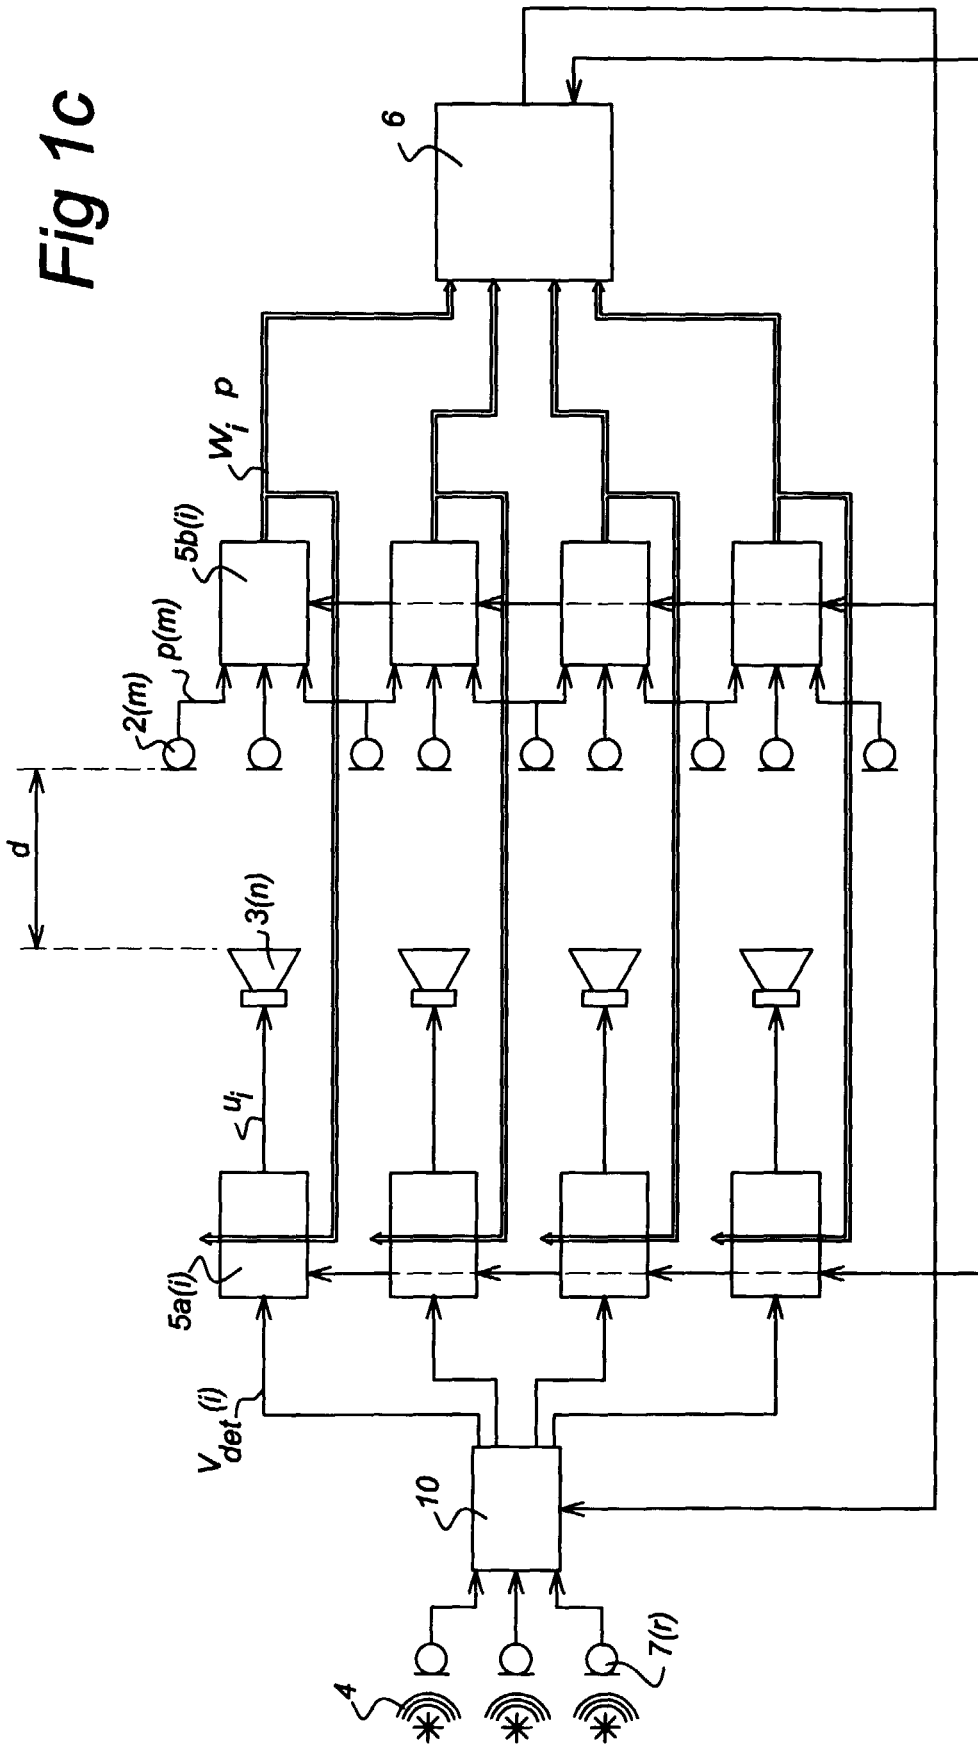 Fig 1c
6
W_i p
5b(i)
p(m)
2(m)
d
3(n)
u_i
5a(i)
V_det(i)
10
4
7(r)